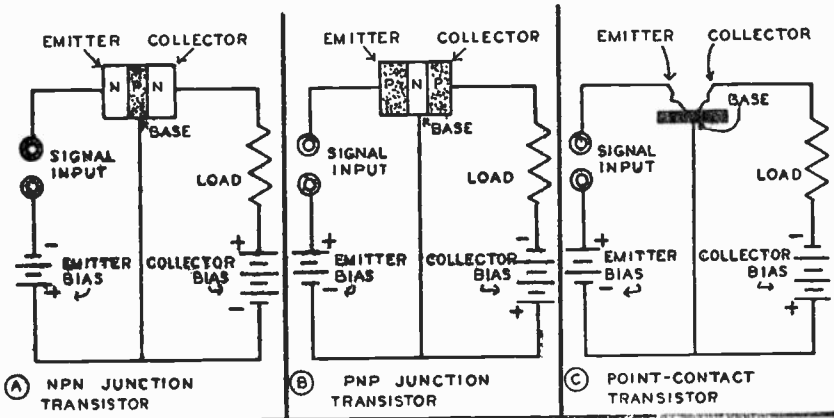 EMITTER COLLECTOR
N P N
BASE
SIGNAL
INPUT
LOAD
-
+
EMITTER
BIAS
+
COLLECTOR
BIAS
-
A NPN JUNCTION
TRANSISTOR
EMITTER COLLECTOR
P N P
BASE
SIGNAL
INPUT
LOAD
+
-
EMITTER
BIAS
-
COLLECTOR
BIAS
+
B PNP JUNCTION
TRANSISTOR
EMITTER COLLECTOR
BASE
SIGNAL
INPUT
LOAD
+
-
EMITTER
BIAS
-
COLLECTOR
BIAS
+
C POINT-CONTACT
TRANSISTOR